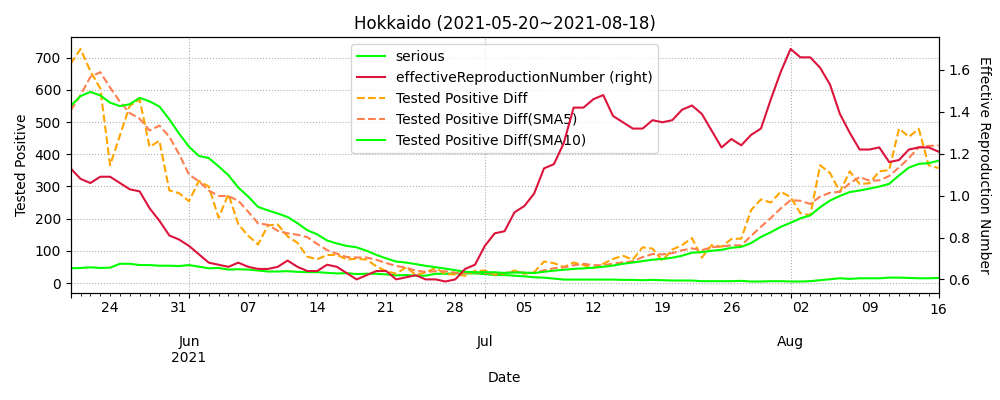 Hokkaido (2021-05-20~2021-08-18)
serious
effectiveReproductionNumber (right)
Tested Positive Diff
Tested Positive Diff(SMA5)
Tested Positive Diff(SMA10)
Tested Positive
700
600
500
400
300
200
100
0
Effective Reproduction Number
1.6
1.4
1.2
1.0
0.8
0.6
24 31 07 14 21 28 05 12 19 26 02 09 16
Jun Jul Aug
2021
Date